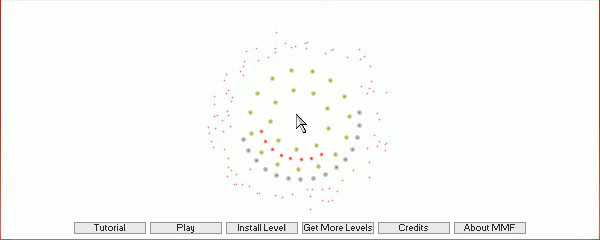 Tutorial
Play
Install Level
Get More Levels
Credits
About MMF